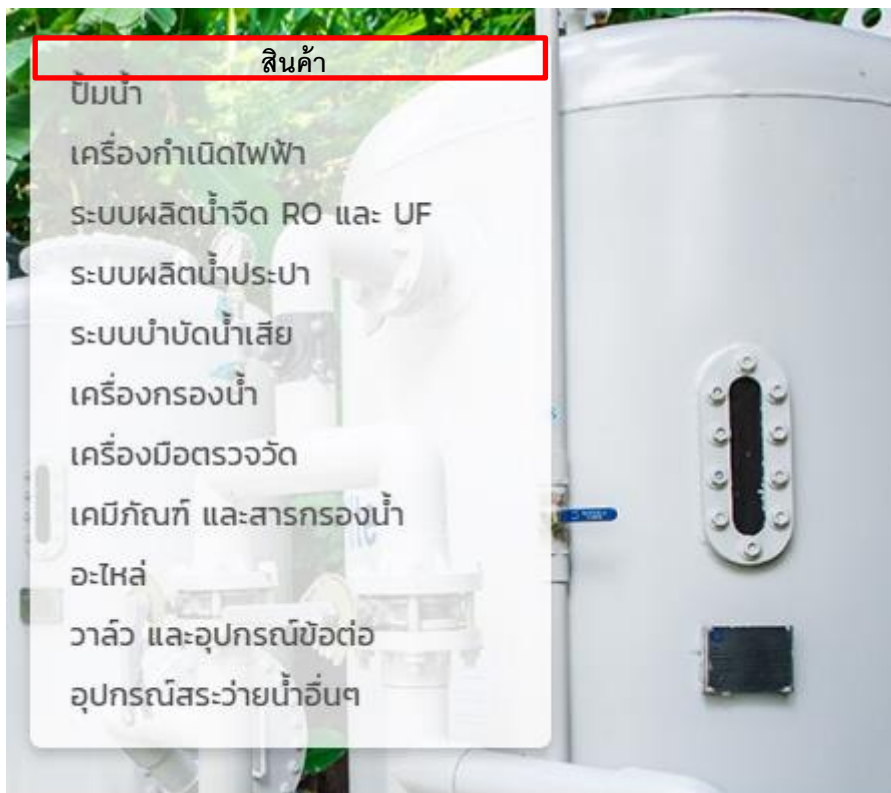 สินค้า
ปั้มน้ำ
เครื่องกำเนิดไฟฟ้า
ระบบผลิตน้ำจืด RO และ UF
ระบบผลิตน้ำประปา
ระบบบำบัดน้ำเสีย
เครื่องกรองน้ำ
เครื่องมือตรวจวัด
เคมีภัณฑ์ และสารกรองน้ำ
อะไหล่
วาล์ว และอุปกรณ์ข้อต่อ
อุปกรณ์สระว่ายน้ำอื่นๆ